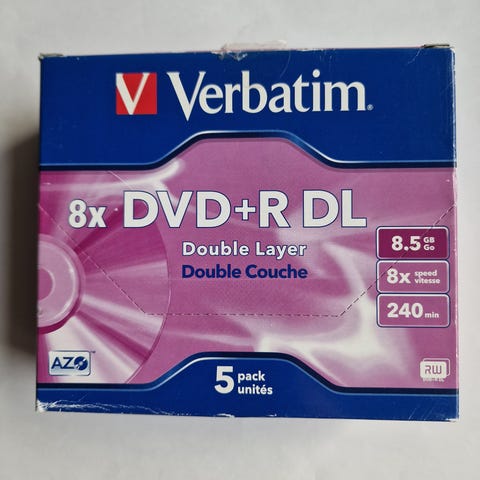 Verbatim®
8x DVD+R DL
Double Layer
Double Couche
8.5 GB Go
8x speed vitesse
240 min
AZO™
5 pack unités
RW